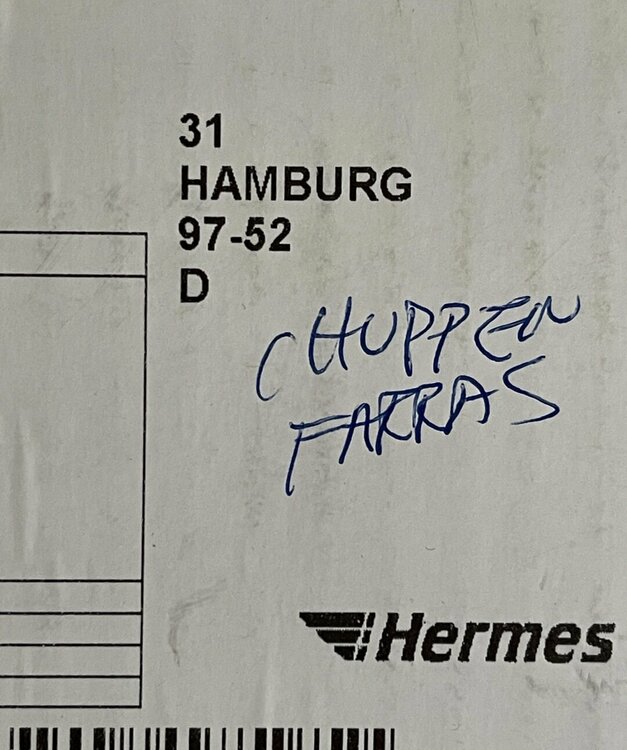 31
HAMBURG
97-52
D
CHUPPEN
FARRAS
Hermes